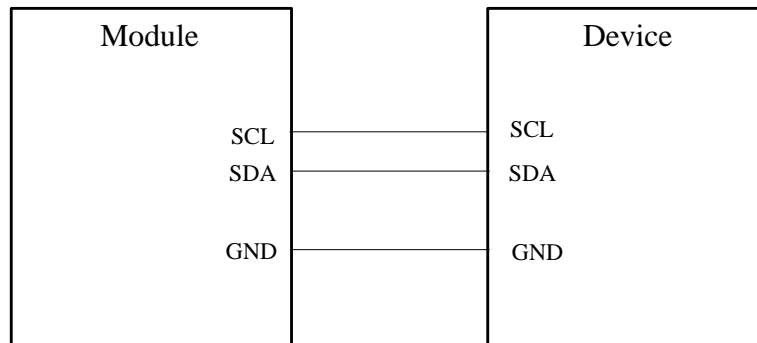 Module
Device
SCL
SCL
SDA
SDA
GND
GND